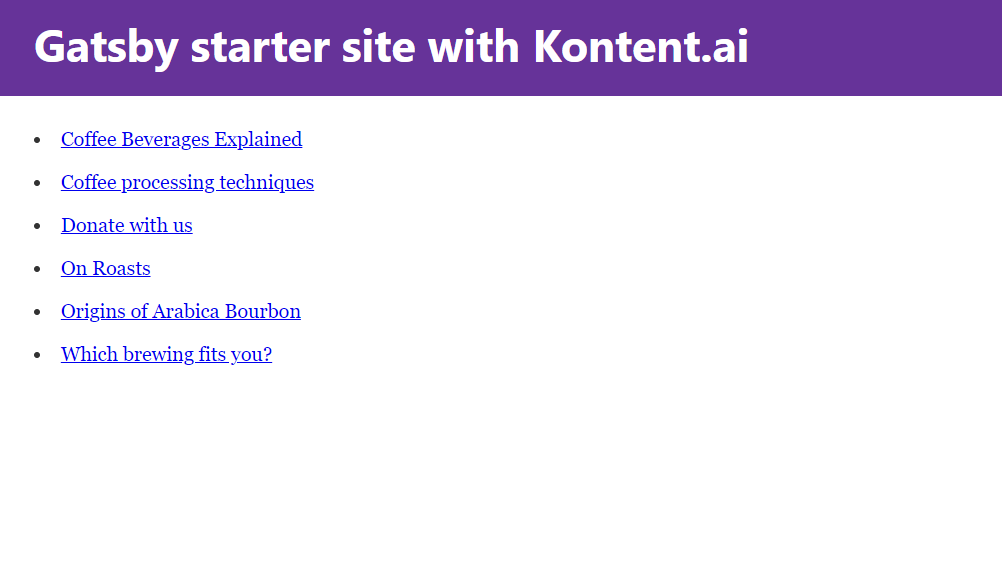 Gatsby starter site with Kontent.ai
Coffee Beverages Explained
Coffee processing techniques
Donate with us
On Roasts
Origins of Arabica Bourbon
Which brewing fits you?